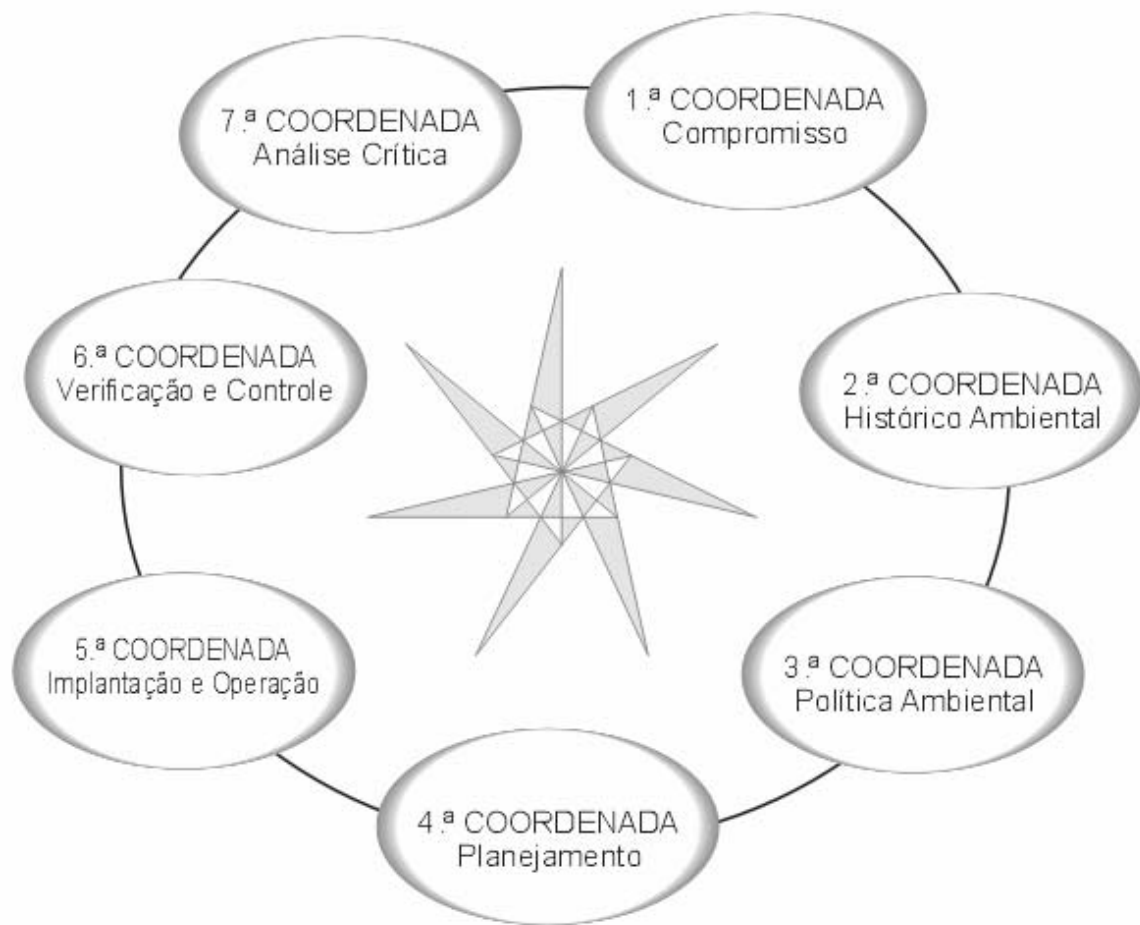 1.ª COORDENADA
Compromisso
2.ª COORDENADA
Histórico Ambiental
3.ª COORDENADA
Política Ambiental
4.ª COORDENADA
Planejamento
5.ª COORDENADA
Implantação e Operação
6.ª COORDENADA
Verificação e Controle
7.ª COORDENADA
Análise Crítica